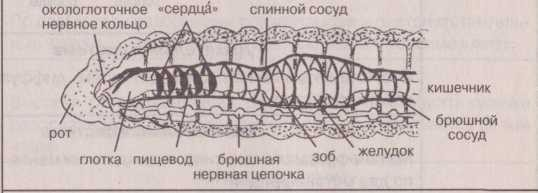 окологлоточное
нервное кольцо
«сердца́»
спинной сосуд
кишечник
брюшной
сосуд
рот
глотка
пищевод
брюшная
нервная цепочка
зоб
желудок